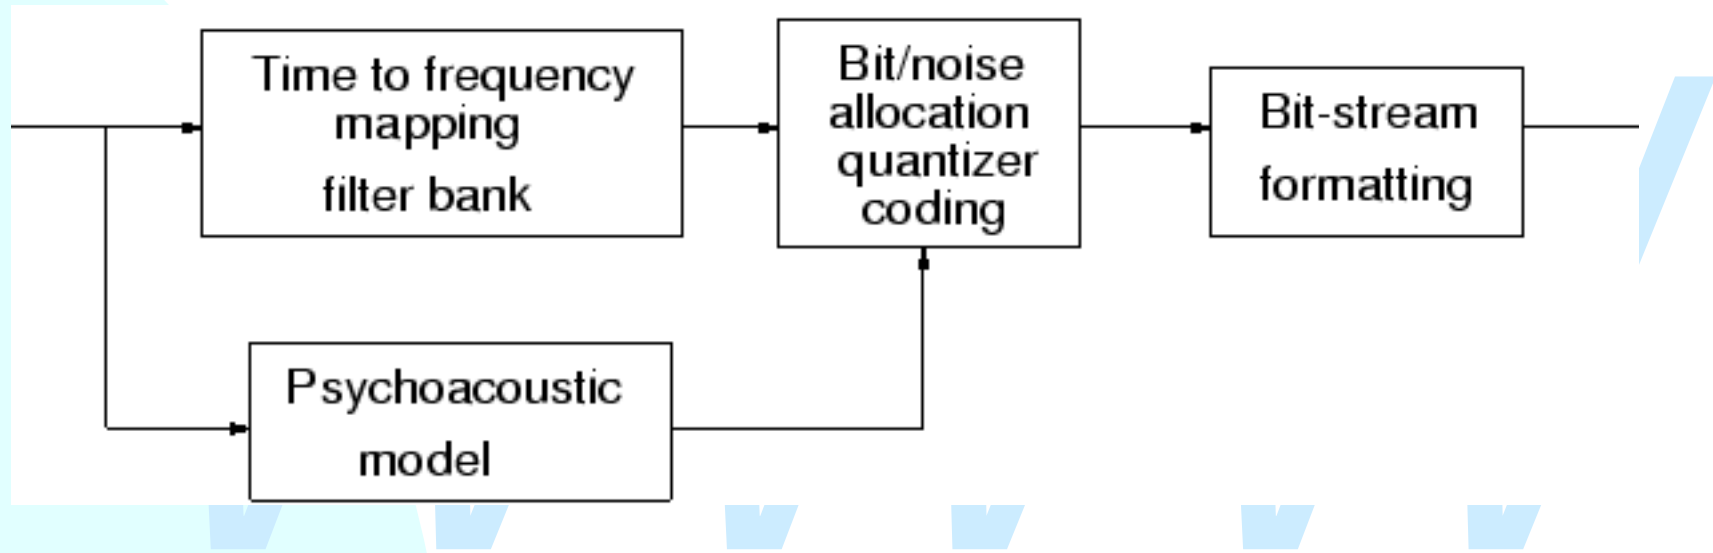 Time to frequency
mapping
filter bank
Bit/noise
allocation
quantizer
coding
Bit-stream
formatting
Psychoacoustic
model